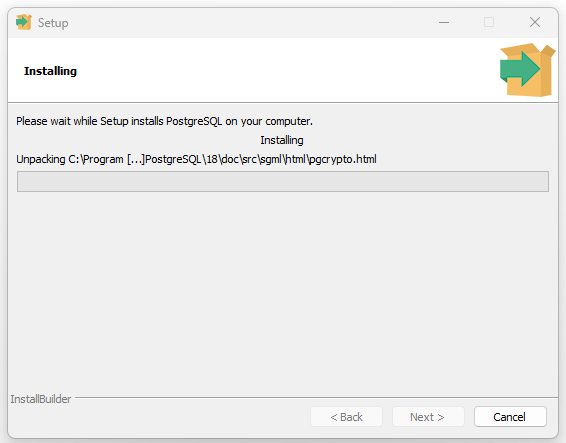 Setup
Installing
Please wait while Setup installs PostgreSQL on your computer.
Installing
Unpacking C:\Program [...]PostgreSQL\18\doc\src\sgml\html\pgcrypto.html
InstallBuilder
< Back
Next >
Cancel